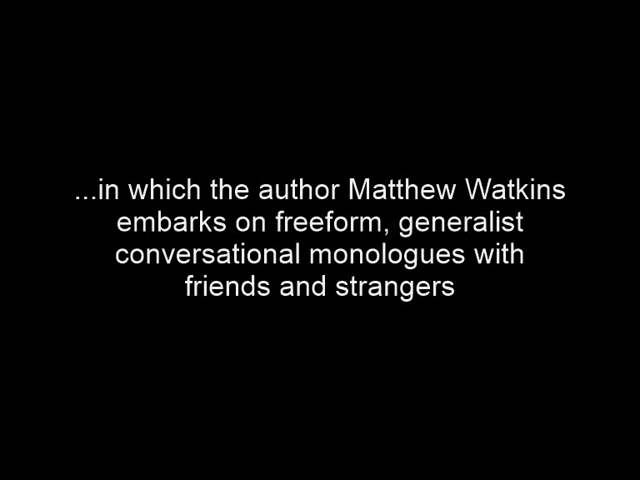 ...in which the author Matthew Watkins
embarks on freeform, generalist
conversational monologues with
friends and strangers